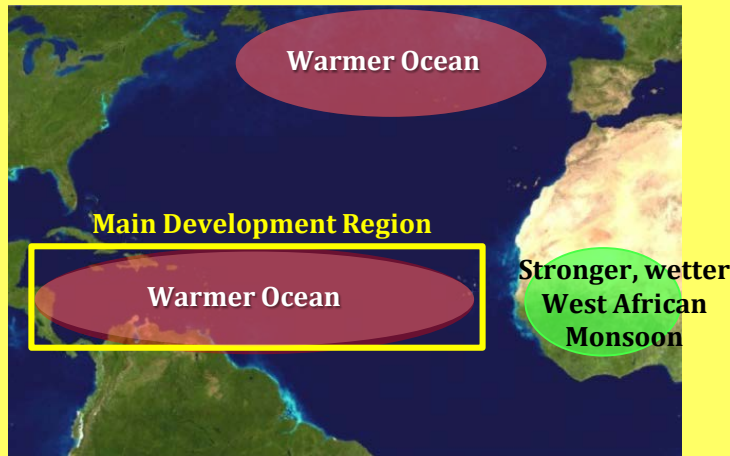 Warmer Ocean
Main Development Region
Warmer Ocean
Stronger, wetter
West African
Monsoon